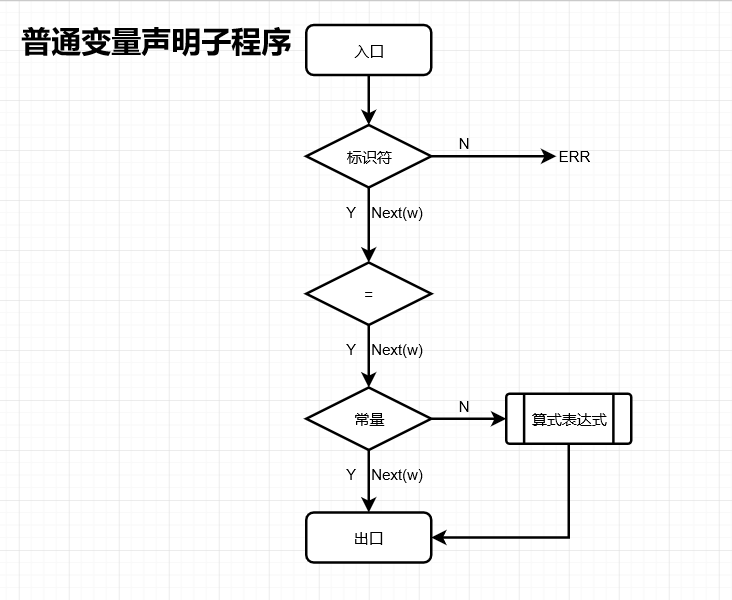 普通变量声明子程序
入口
标识符
N
ERR
Y
Next(w)
=
Y
Next(w)
常量
N
算式表达式
Y
Next(w)
出口